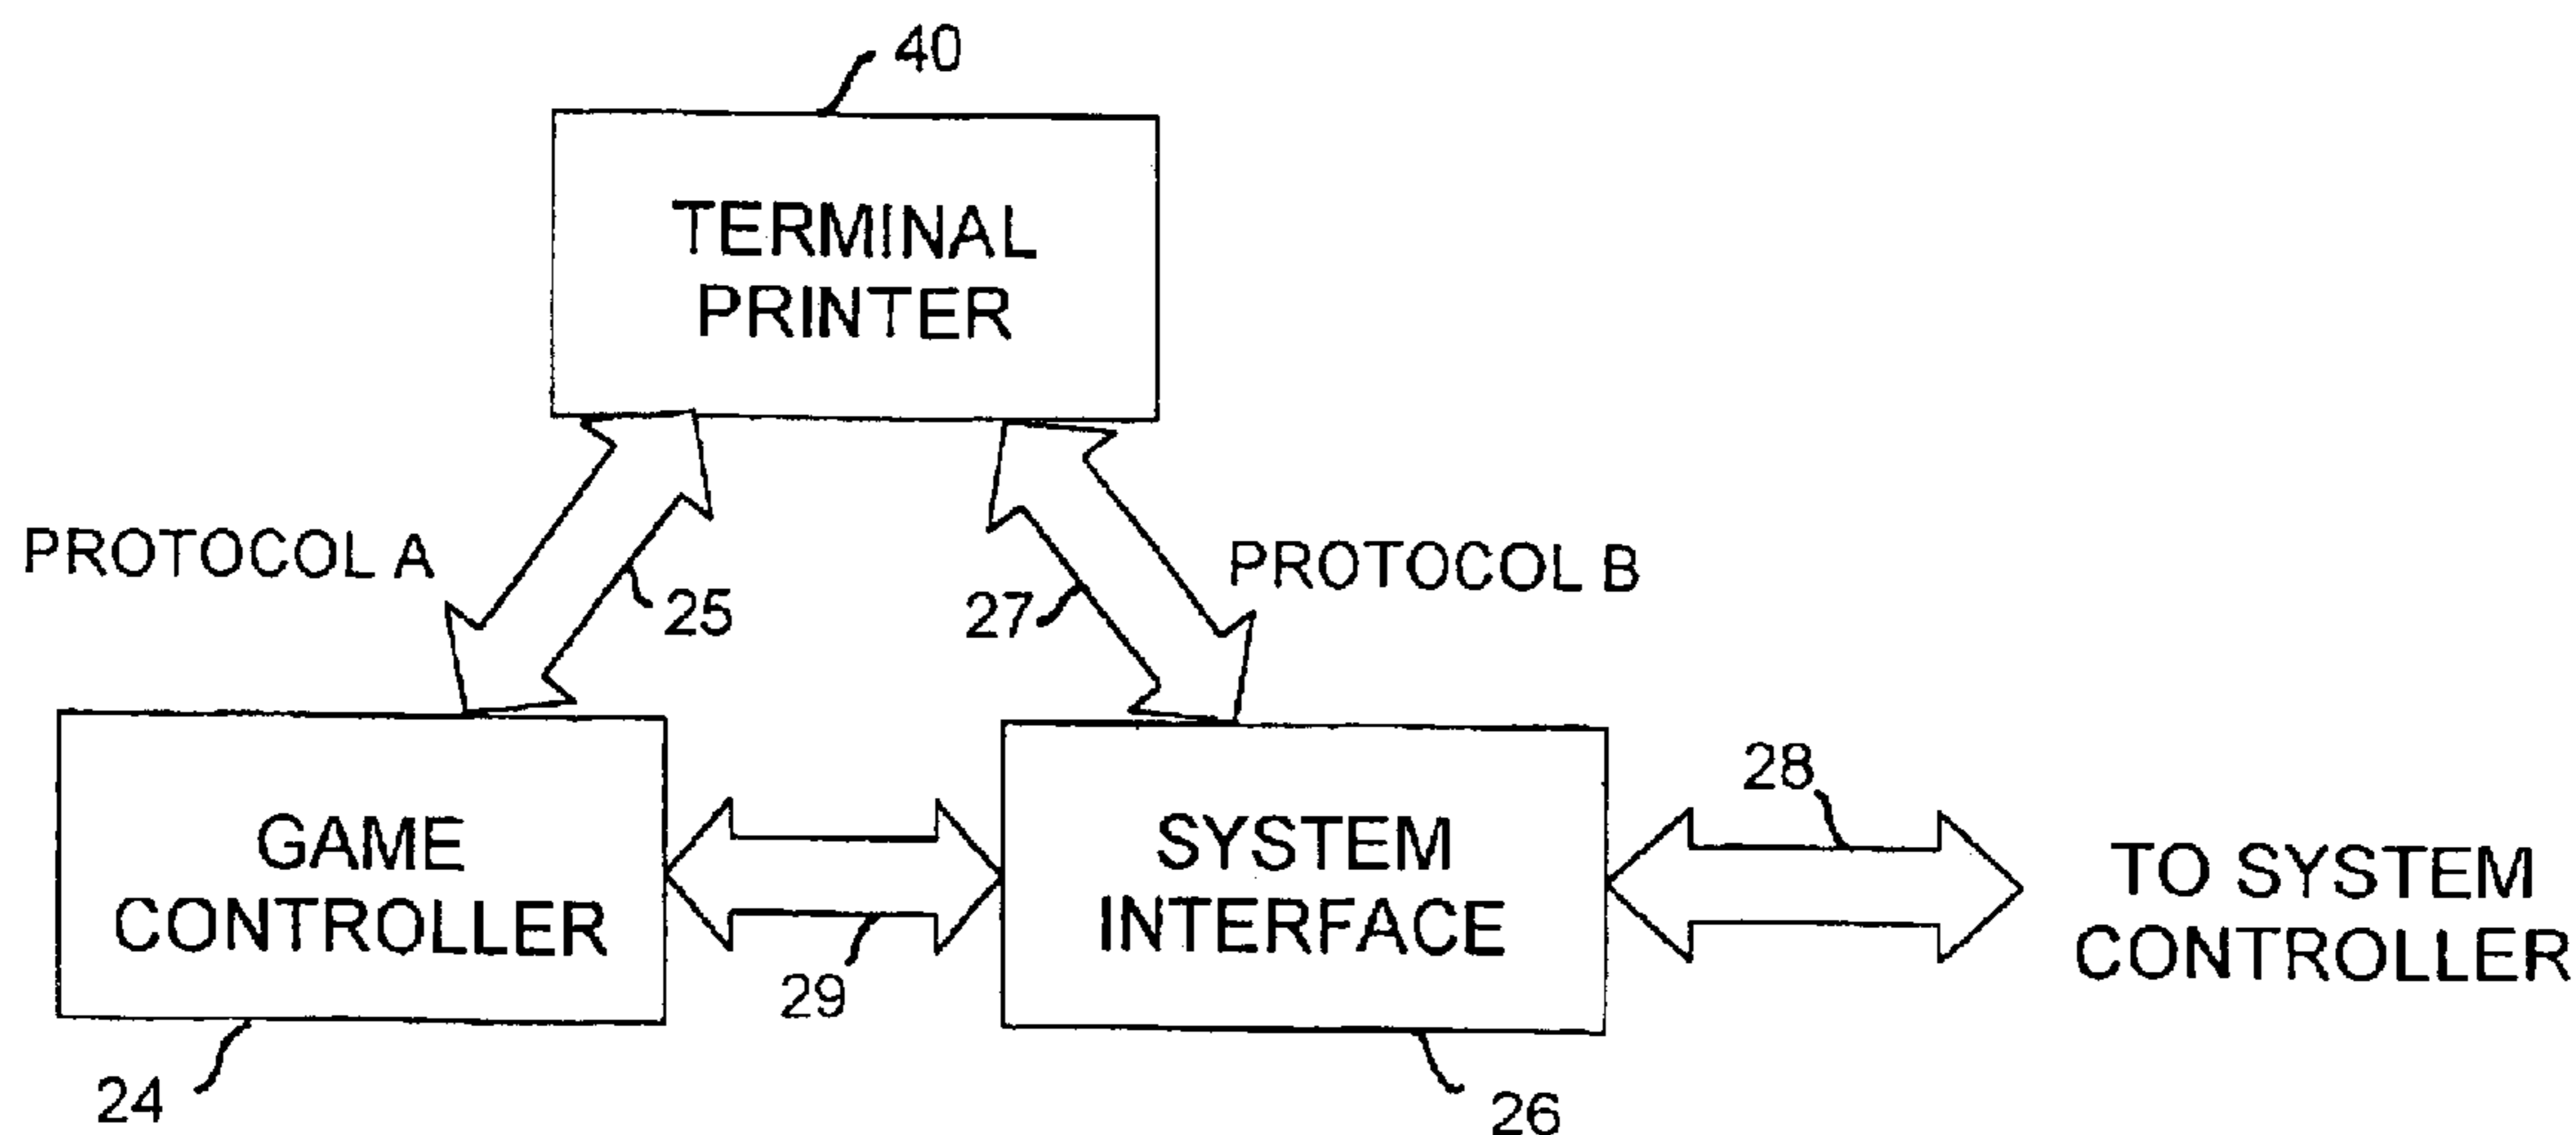 40
TERMINAL
PRINTER
PROTOCOL A
25
27
PROTOCOL B
GAME
CONTROLLER
29
SYSTEM
INTERFACE
28
TO SYSTEM
CONTROLLER
24
26